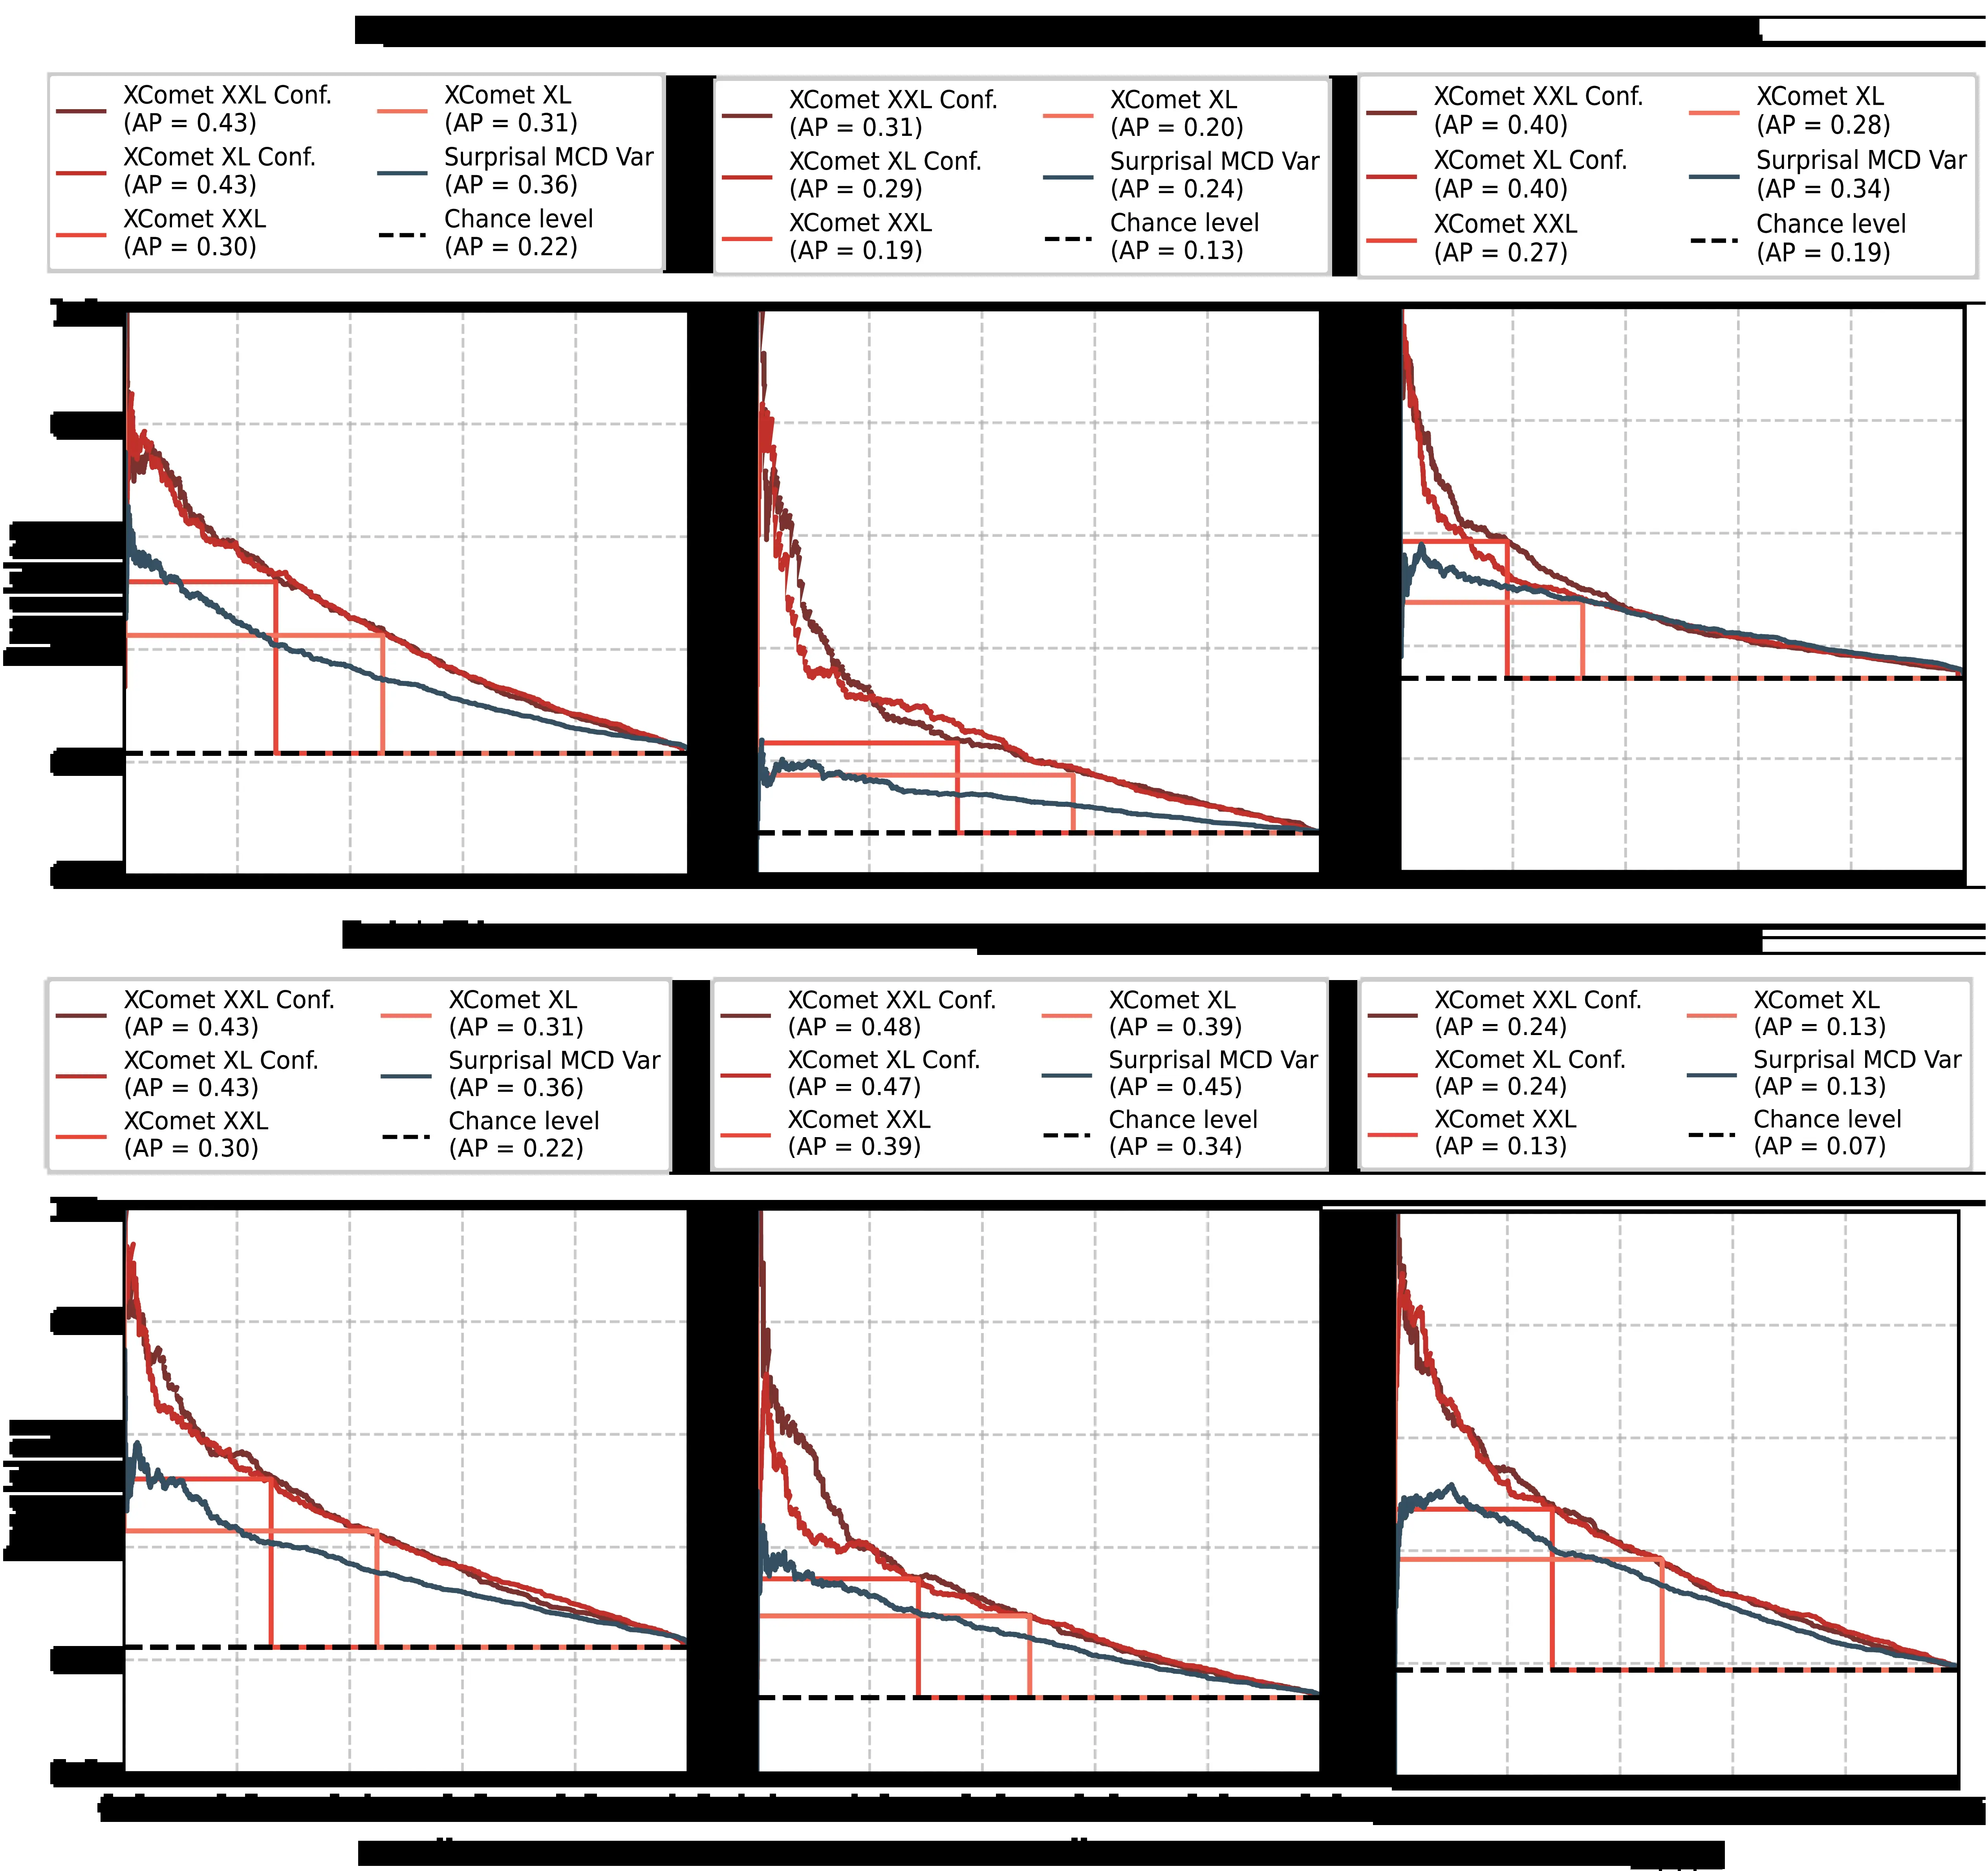 XComet XXL Conf.
(AP = 0.43)
XComet XL Conf.
(AP = 0.43)
XComet XXL
(AP = 0.30)
XComet XL
(AP = 0.31)
Surprisal MCD Var
(AP = 0.36)
Chance level
(AP = 0.22)
XComet XXL Conf.
(AP = 0.31)
XComet XL Conf.
(AP = 0.29)
XComet XXL
(AP = 0.19)
XComet XL
(AP = 0.20)
Surprisal MCD Var
(AP = 0.24)
Chance level
(AP = 0.13)
XComet XXL Conf.
(AP = 0.40)
XComet XL Conf.
(AP = 0.40)
XComet XXL
(AP = 0.27)
XComet XL
(AP = 0.28)
Surprisal MCD Var
(AP = 0.34)
Chance level
(AP = 0.19)
XComet XXL Conf.
(AP = 0.43)
XComet XL Conf.
(AP = 0.43)
XComet XXL
(AP = 0.30)
XComet XL
(AP = 0.31)
Surprisal MCD Var
(AP = 0.36)
Chance level
(AP = 0.22)
XComet XXL Conf.
(AP = 0.48)
XComet XL Conf.
(AP = 0.47)
XComet XXL
(AP = 0.39)
XComet XL
(AP = 0.39)
Surprisal MCD Var
(AP = 0.45)
Chance level
(AP = 0.34)
XComet XXL Conf.
(AP = 0.24)
XComet XL Conf.
(AP = 0.24)
XComet XXL
(AP = 0.13)
XComet XL
(AP = 0.13)
Surprisal MCD Var
(AP = 0.13)
Chance level
(AP = 0.07)